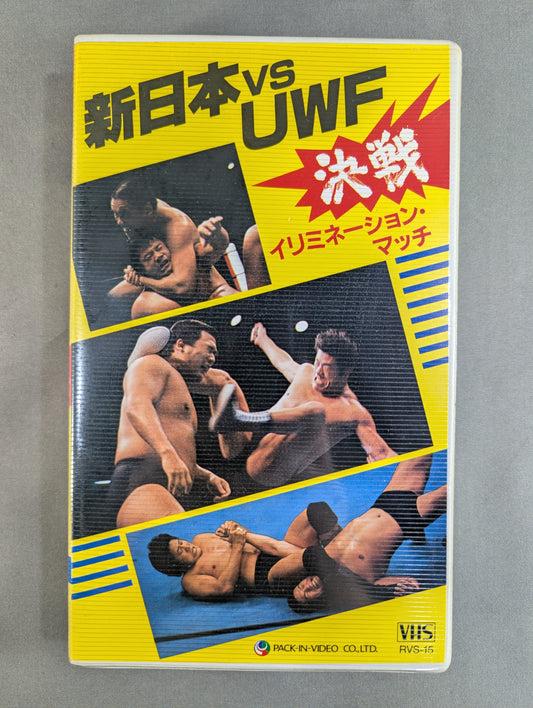 新日本vs
UWF
決戦
イリミネーション・
マッチ
PACK-IN-VIDEO CO.,LTD.
VHS
RVS-15